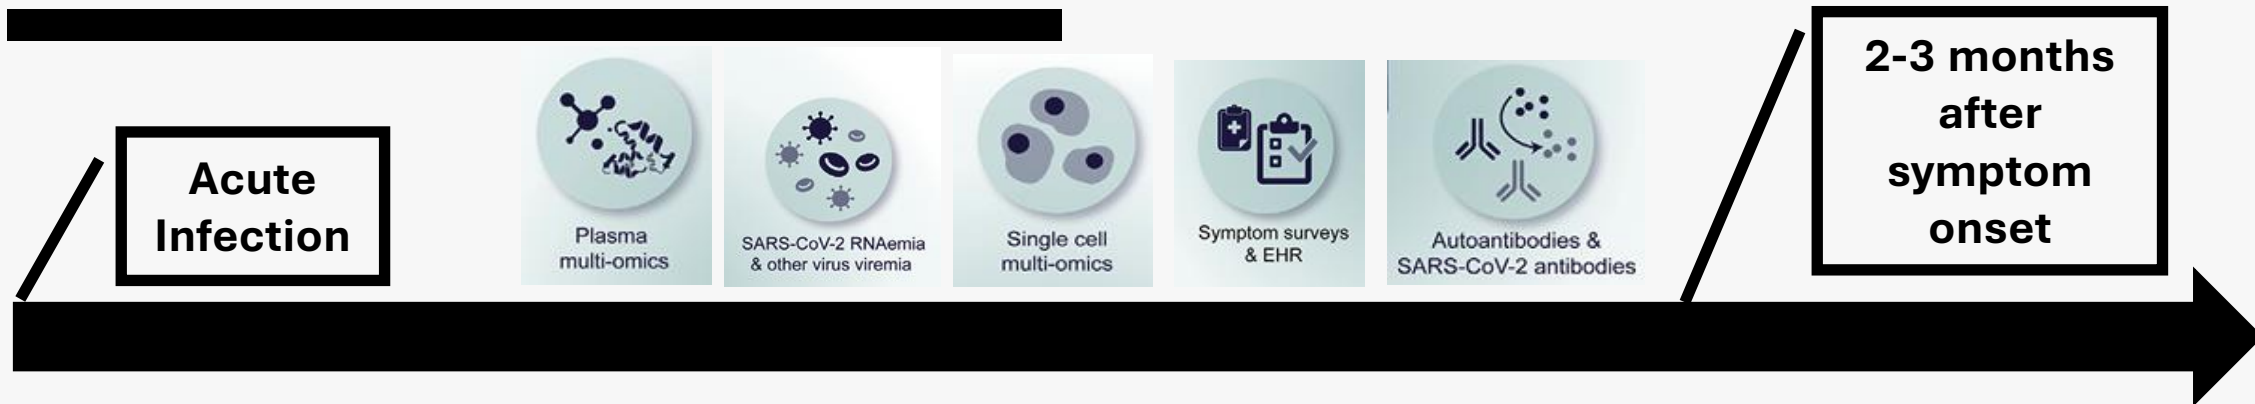 Acute
Infection
Plasma
multi-omics
SARS-CoV-2 RNAemia
& other virus viremia
Single cell
multi-omics
Symptom surveys
& EHR
Autoantibodies &
SARS-CoV-2 antibodies
2-3 months
after
symptom
onset